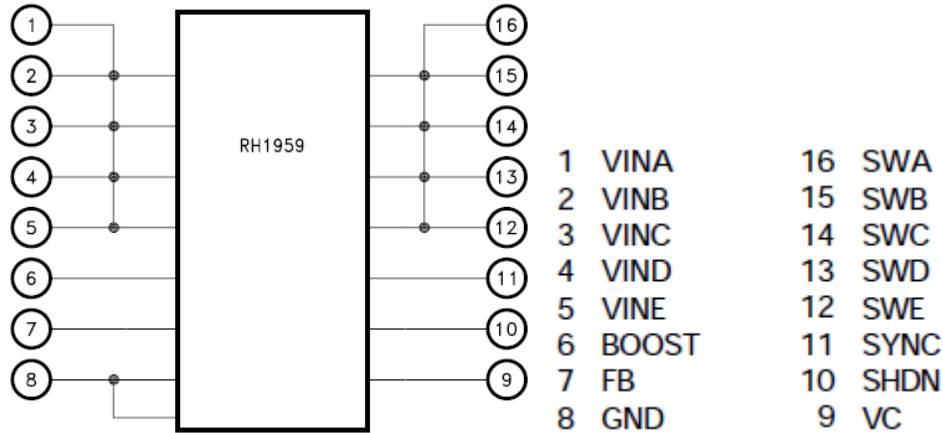 1
2
3
4
5
6
7
8
RH1959
16
15
14
13
12
11
10
9
1 VINA 16 SWA
2 VINB 15 SWB
3 VINC 14 SWC
4 VIND 13 SWD
5 VINE 12 SWE
6 BOOST 11 SYNC
7 FB 10 SHDN
8 GND 9 VC